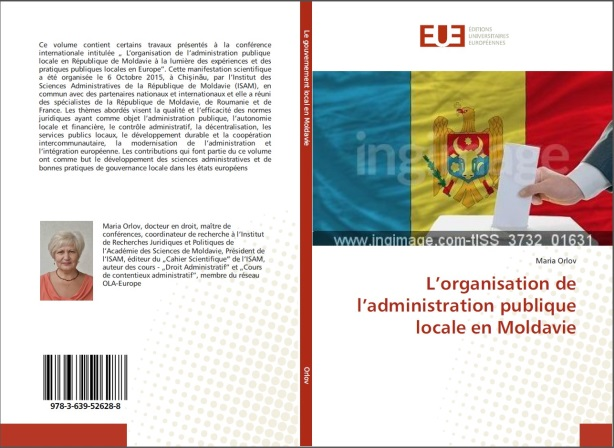 Ce volume contient certains travaux présentés à la conférence
internationale intitulée „ L'organisation de l'administration publique
locale en République de Moldavie à la lumière des expériences et des
pratiques publiques locales en Europe". Cette manifestation scientifique
a été organisée le 6 Octobre 2015, à Chişinău, par l'Institut des
Sciences Administratives de la République de Moldavie (ISAM), en
commun avec des partenaires nationaux et internationaux et elle a réuni
des spécialistes de la République de Moldavie, de Roumanie et de
France. Les thèmes abordés visent la qualité et l'efficacité des normes
juridiques ayant comme objet l'administration publique, l'autonomie
locale et financière, le contrôle administratif, la décentralisation, les
services publics locaux, le développement durable et la coopération
intercommunautaire, la modernisation de l'administration et
l'intégration européenne. Les contributions qui font partie du ce volume
ont comme but le développement des sciences administratives et de
bonnes pratiques de gouvernance locale dans les états européens
Maria Orlov, docteur en droit, maître de
conférences, coordinateur de recherche à l'Institut
de Recherches Juridiques et Politiques de
l'Académie des Sciences de Moldavie, Président de
l'ISAM, éditeur du „Cahier Scientifique" de l'ISAM,
auteur des cours - „Droit Administratif" et „Cours
de contentieux administratif", membre du réseau
OLA-Europe
978-3-639-52628-8
Le gouvernement local en Moldavie
Orlov
EUE
ÉDITIONS
UNIVERSITAIRES
EUROPÉENNES
ingimage
www.ingimage.com-tISS_3732_01631
Maria Orlov
L'organisation de
l'administration publique
locale en Moldavie